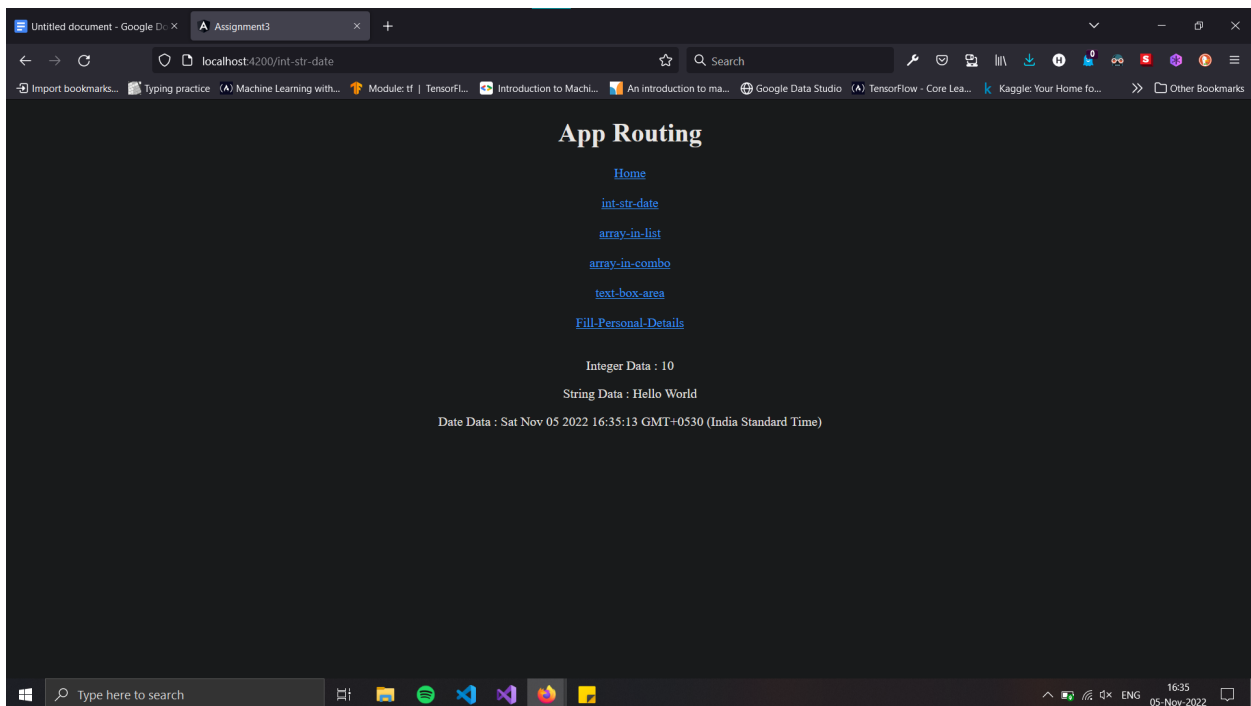 Untitled document - Google Do
Assignment3
localhost:4200/int-str-date
Search
Import bookmarks...
Typing practice
Machine Learning with...
Module: tf | TensorFl...
Introduction to Machi...
An introduction to ma...
Google Data Studio
TensorFlow - Core Lea...
Kaggle: Your Home fo...
Other Bookmarks
App Routing
Home
int-str-date
array-in-list
array-in-combo
text-box-area
Fill-Personal-Details
Integer Data : 10
String Data : Hello World
Date Data : Sat Nov 05 2022 16:35:13 GMT+0530 (India Standard Time)
Type here to search
ENG
16:35
05-Nov-2022